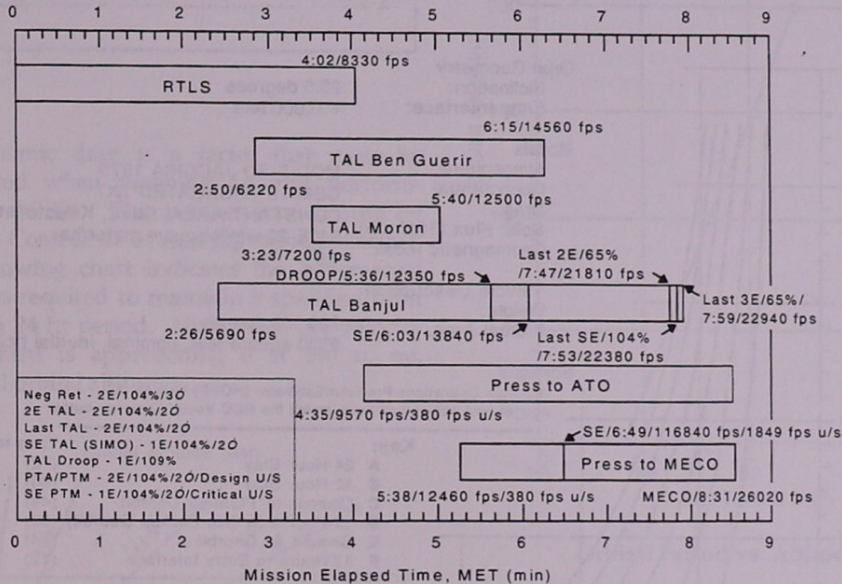 0 1 2 3 4 5 6 7 8 9
4:02/8330 fps
RTLS
6:15/14560 fps
TAL Ben Guerir
2:50/6220 fps
5:40/12500 fps
TAL Moron
3:23/7200 fps
DROOP/5:36/12350 fps
Last 2E/65%
/7:47/21810 fps
TAL Banjul
Last 3E/65%/
7:59/22940 fps
2:26/5690 fps
SE/6:03/13840 fps
Last SE/104%
/7:53/22380 fps
Press to ATO
4:35/9570 fps/380 fps u/s
Neg Ret - 2E/104%/3Ó
2E TAL - 2E/104%/2Ó
Last TAL - 2E/104%/2Ó
SE TAL (SIMO) - 1E/104%/2Ó
TAL Droop - 1E/109%
PTA/PTM - 2E/104%/2Ó/Design U/S
SE PTM - 1E/104%/2Ó/Critical U/S
SE/6:49/116840 fps/1849 fps u/s
Press to MECO
5:38/12460 fps/380 fps u/s
MECO/8:31/26020 fps
0 1 2 3 4 5 6 7 8 9
Mission Elapsed Time, MET (min)